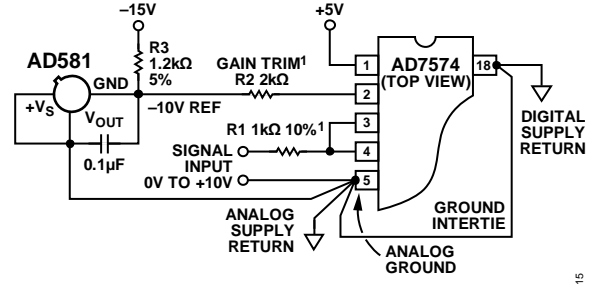 –15V
+5V
AD581
R3
1.2kΩ
5%
GAIN TRIM1
R2 2kΩ
1
AD7574
(TOP VIEW)
18
GND
+VS
VOUT
–10V REF
2
DIGITAL
SUPPLY
RETURN
0.1µF
R1 1kΩ 10%1
3
SIGNAL
INPUT
4
0V TO +10V
5
ANALOG
SUPPLY
RETURN
GROUND
INTERTIE
ANALOG
GROUND
15